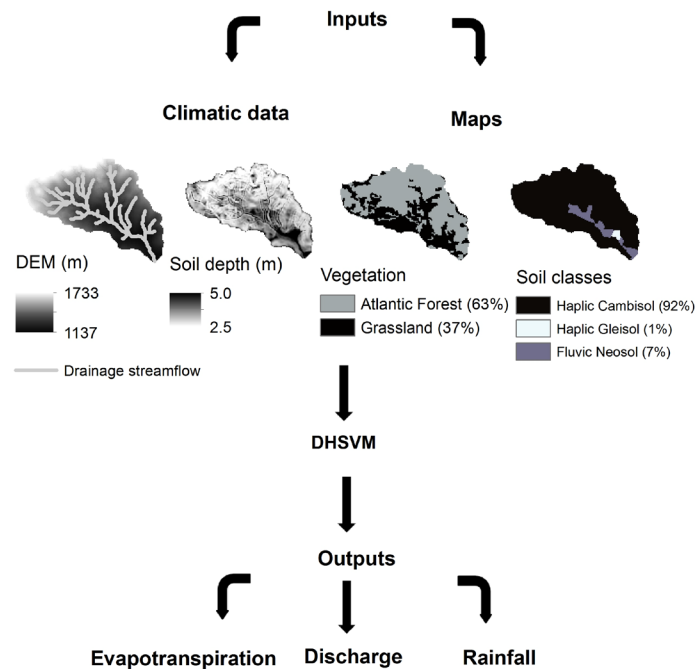 Inputs
Climatic data
Maps
DEM (m)
1733
1137
Drainage streamflow
Soil depth (m)
5.0
2.5
Vegetation
Atlantic Forest (63%)
Grassland (37%)
Soil classes
Haplic Cambisol (92%)
Haplic Gleisol (1%)
Fluvic Neosol (7%)
DHSVM
Outputs
Evapotranspiration
Discharge
Rainfall